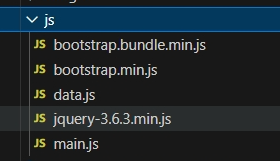 js
JS bootstrap.bundle.min.js
JS bootstrap.min.js
JS data.js
JS jquery-3.6.3.min.js
JS main.js